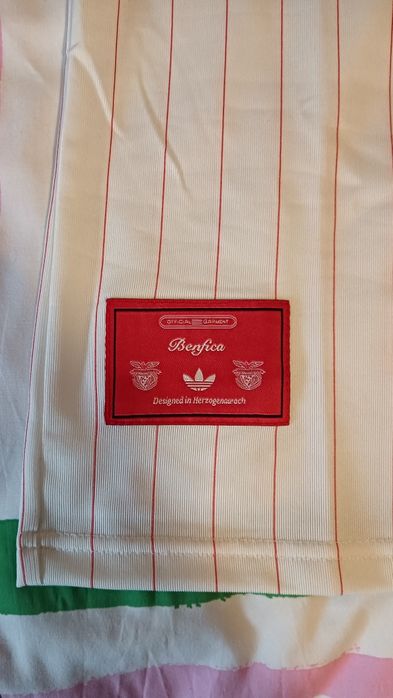 OFFICIAL GARMENT
Benfica
Designed in Herzogenaurach